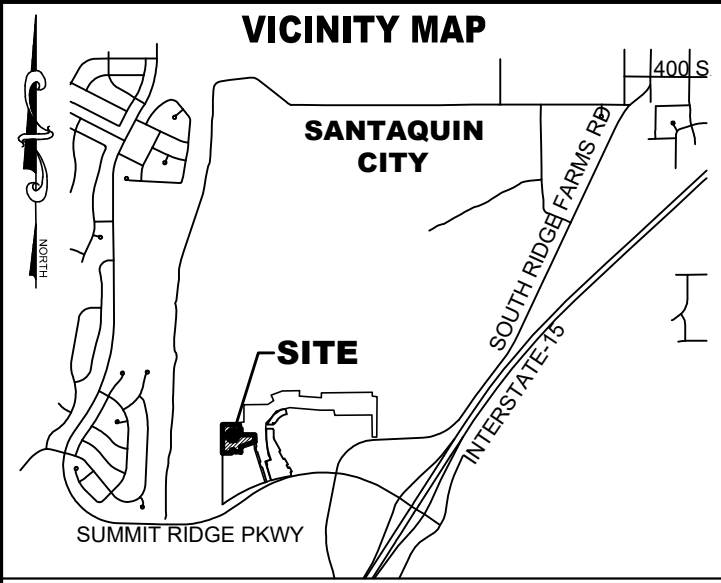 VICINITY MAP
400 S
SANTAQUIN
CITY
SOUTH RIDGE FARMS RD
NORTH
SITE
INTERSTATE-15
SUMMIT RIDGE PKWY